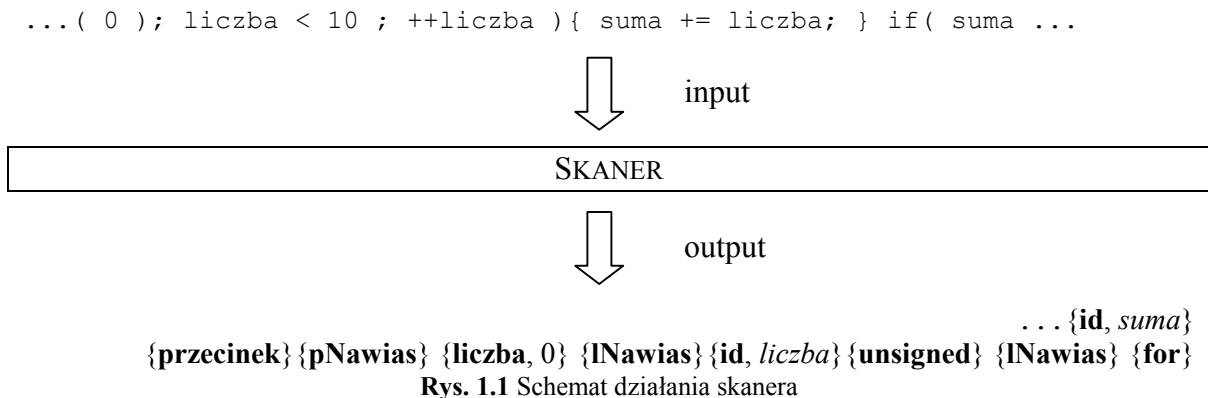 ...( 0 ); liczba < 10 ; ++liczba ){ suma += liczba; } if( suma ...
input
SKANER
output
. . . {id, suma}
{przecinek}{pNawias} {liczba, 0} {lNawias}{id, liczba}{unsigned} {lNawias} {for}
Rys. 1.1 Schemat działania skanera